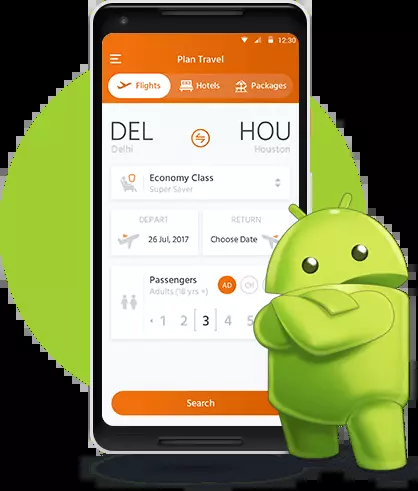 12:30
Plan Travel
Flights Hotels Packages
DEL HOU
Delhi Houston
Economy Class
Super Saver
DEPART RETURN
26 Jul, 2017 Choose Date
Passengers AD CH
Adults (16 yrs +)
1 2 3 4 5
Search